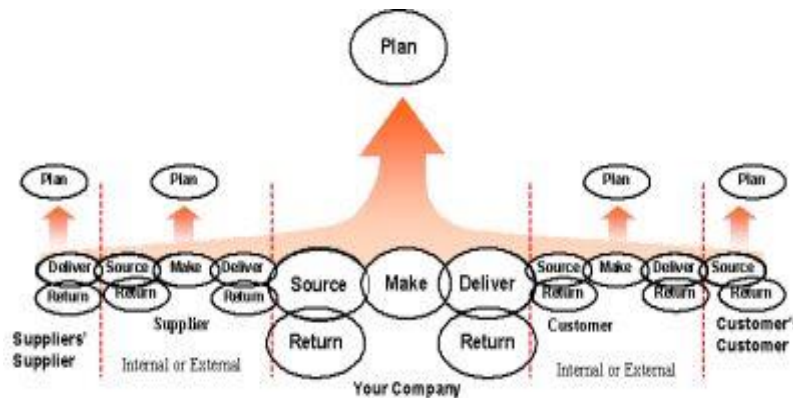 Plan
Plan Plan Plan Plan
Deliver Source Make Deliver Source Make Deliver Source Make Deliver Source
Return Return Return Return Return Return Return Return
Suppliers' Supplier Customer Customer'
Supplier Internal or External Internal or External Customer
Your Company